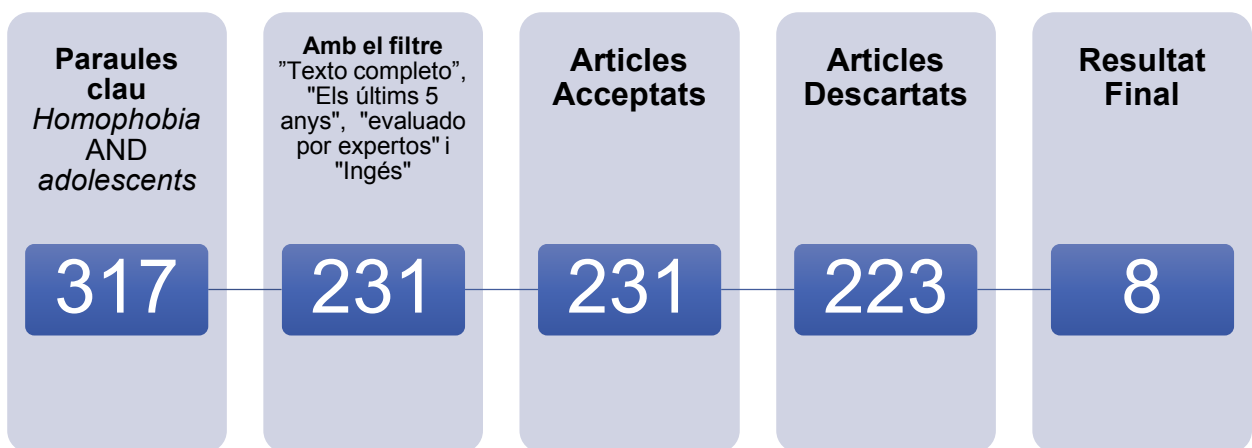 Paraules
clau
Homophobia
AND
adolescents
317
Amb el filtre
"Texto completo",
"Els últims 5
anys", "evaluado
por expertos" i
"Ingés"
231
Articles
Acceptats
231
Articles
Descartats
223
Resultat
Final
8